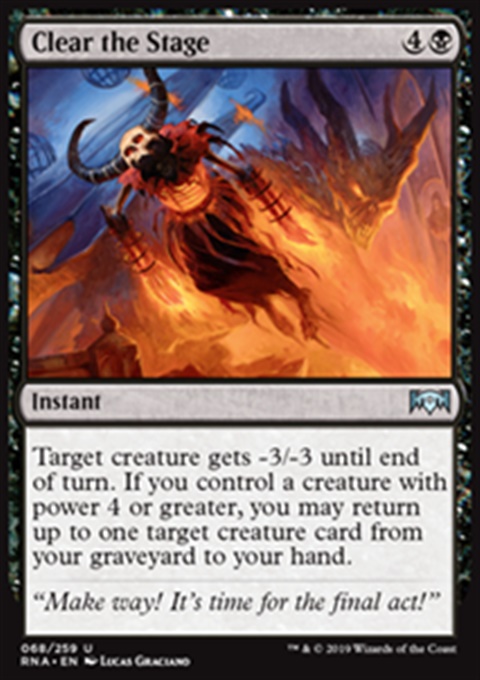 Clear the Stage 4
Instant
Target creature gets -3/-3 until end
of turn. If you control a creature with
power 4 or greater, you may return
up to one target creature card from
your graveyard to your hand.
“Make way! It’s time for the final act!”
068/259 U
RNA • EN Lucas Graciano
™ & © 2019 Wizards of the Coast